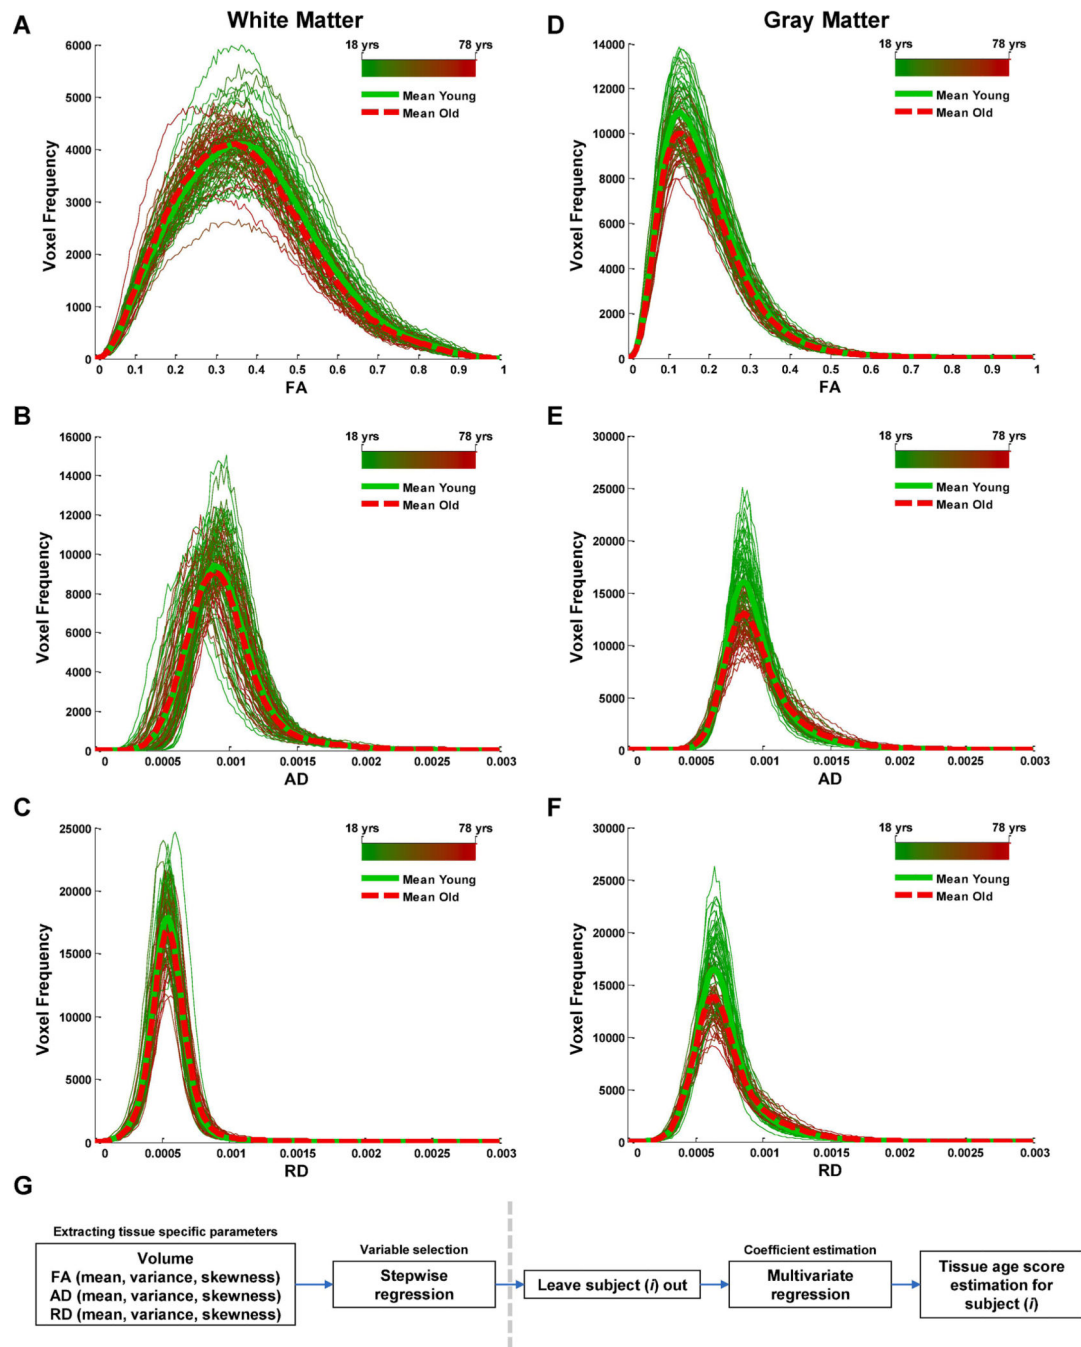 White Matter
A
18 yrs
78 yrs
Mean Young
Mean Old
6000
5000
4000
3000
2000
1000
0
Voxel Frequency
0 0.1 0.2 0.3 0.4 0.5 0.6 0.7 0.8 0.9 1
FA
Gray Matter
D
18 yrs
78 yrs
Mean Young
Mean Old
14000
12000
10000
8000
6000
4000
2000
0
Voxel Frequency
0 0.1 0.2 0.3 0.4 0.5 0.6 0.7 0.8 0.9 1
FA
B
18 yrs
78 yrs
Mean Young
Mean Old
16000
14000
12000
10000
8000
6000
4000
2000
0
Voxel Frequency
0 0.0005 0.001 0.0015 0.002 0.0025 0.003
AD
E
18 yrs
78 yrs
Mean Young
Mean Old
30000
25000
20000
15000
10000
5000
0
Voxel Frequency
0 0.0005 0.001 0.0015 0.002 0.0025 0.003
AD
C
18 yrs
78 yrs
Mean Young
Mean Old
25000
20000
15000
10000
5000
0
Voxel Frequency
0 0.0005 0.001 0.0015 0.002 0.0025 0.003
RD
F
18 yrs
78 yrs
Mean Young
Mean Old
30000
25000
20000
15000
10000
5000
0
Voxel Frequency
0 0.0005 0.001 0.0015 0.002 0.0025 0.003
RD
G
Extracting tissue specific parameters
Volume
FA (mean, variance, skewness)
AD (mean, variance, skewness)
RD (mean, variance, skewness)
Variable selection
Stepwise
regression
Leave subject (i) out
Coefficient estimation
Multivariate
regression
Tissue age score
estimation for
subject (i)